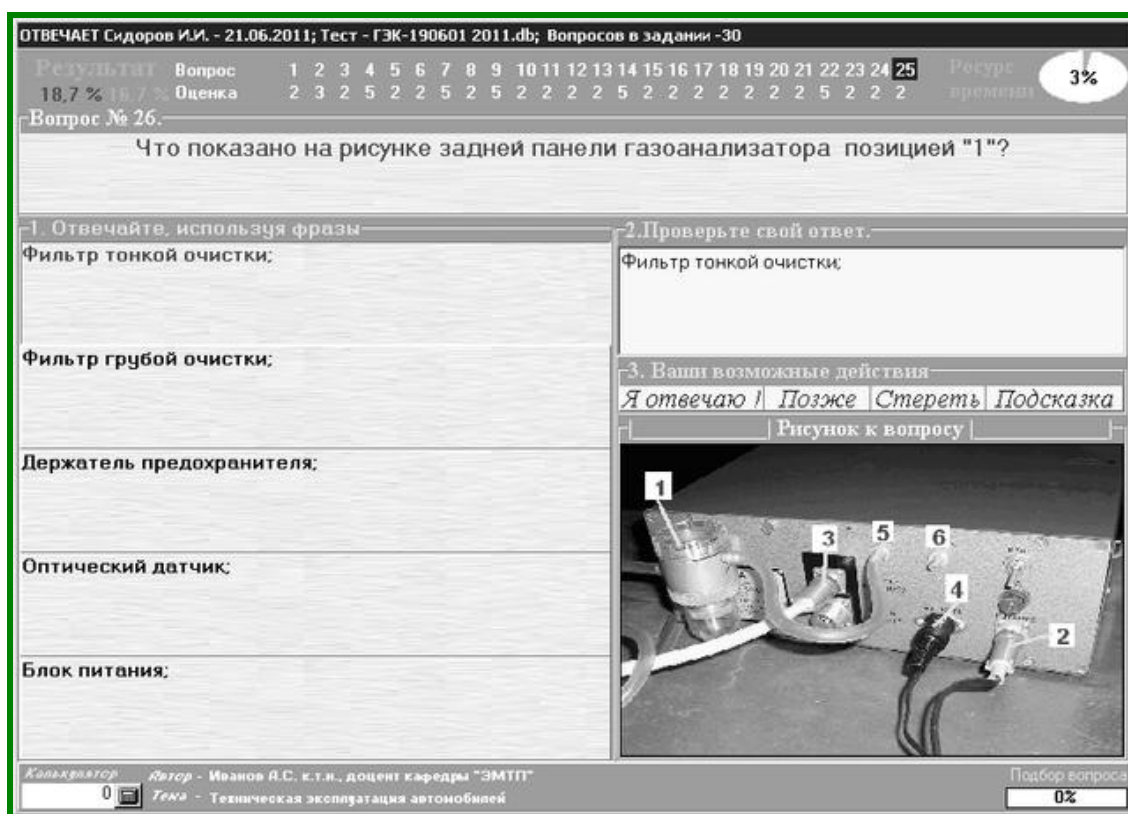 ОТВЕЧАЕТ Сидоров И.И. - 21.06.2011; Тест - ГЭК-190601 2011.db; Вопросов в задании -30
Результат Вопрос 1 2 3 4 5 6 7 8 9 10 11 12 13 14 15 16 17 18 19 20 21 22 23 24 25 Ресурс 3%
18,7 % Оценка 2 3 2 5 2 2 5 2 5 2 2 2 2 5 2 2 2 2 2 2 2 5 2 2 2 времени
Вопрос № 26.
Что показано на рисунке задней панели газоанализатора позицией "1"?
1. Отвечайте, используя фразы
Фильтр тонкой очистки;
Фильтр грубой очистки;
Держатель предохранителя;
Оптический датчик;
Блок питания;
2.Проверьте свой ответ.
Фильтр тонкой очистки;
3. Ваши возможные действия
Я отвечаю ! Позже Стереть Подсказка
Рисунок к вопросу
1
3
5
6
4
2
Калькулятор Автор - Иванов А.С. к.т.н., доцент кафедры "ЭМТП"
0 Тема - Техническая эксплуатация автомобилей
Подбор вопроса
0%